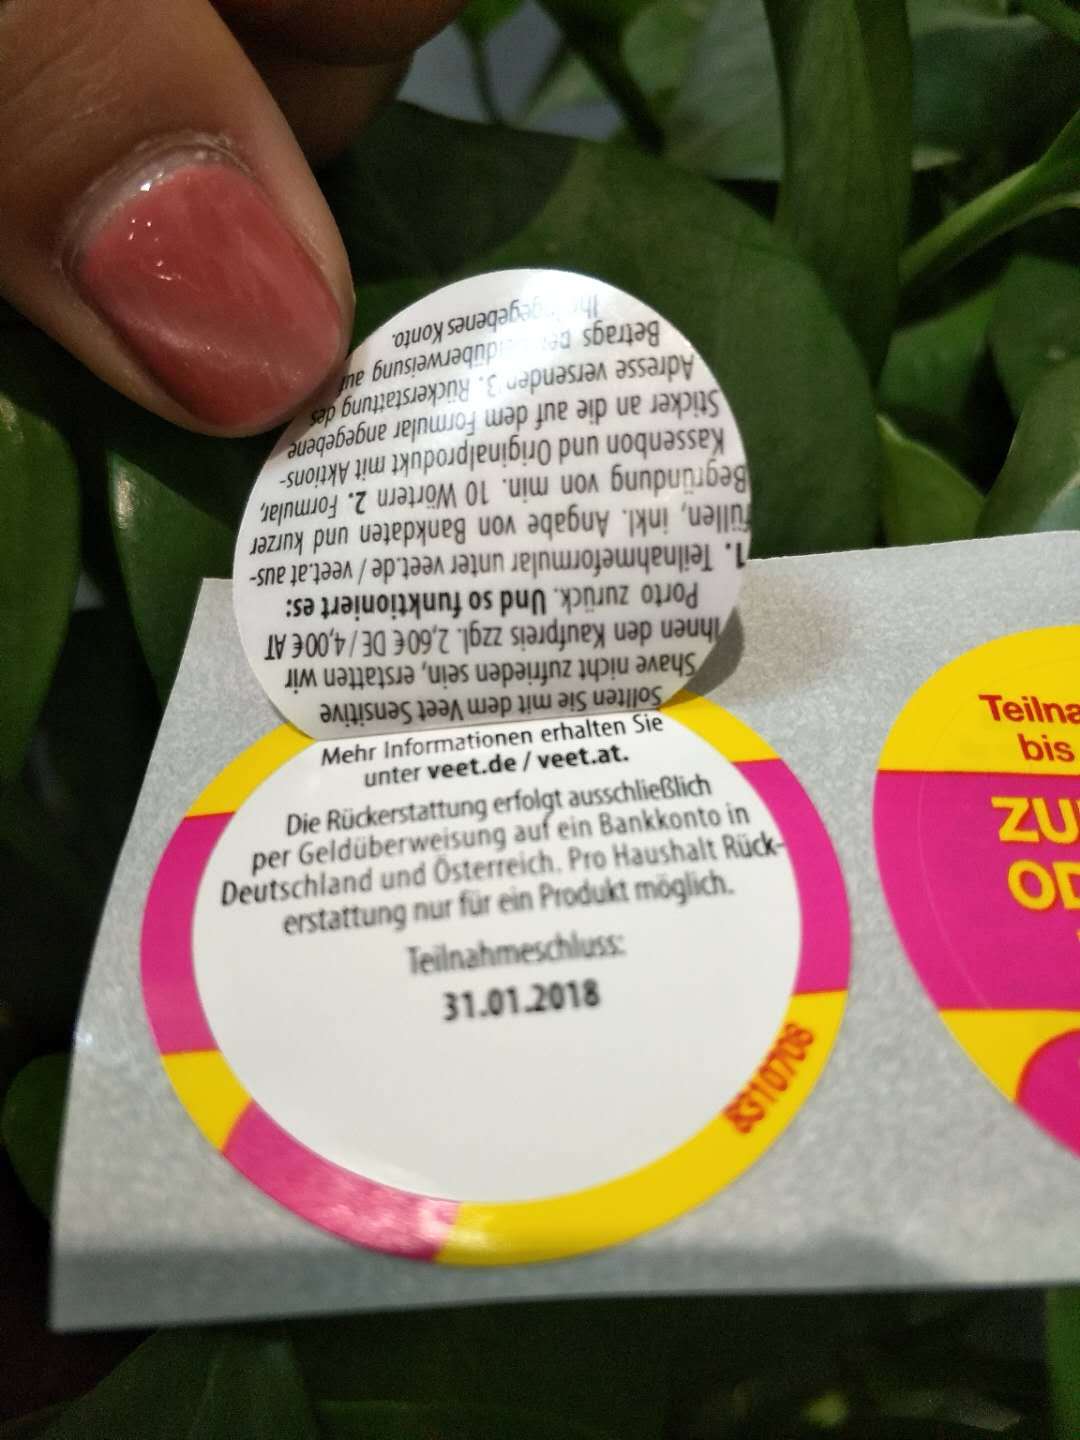 Sollten Sie mit dem Veet Sensitive
Shave nicht zufrieden sein, erstatten wir
Ihnen den Kaufpreis zzgl. 2,60€ DE / 4,00€ AT
Porto zurück. Und so funktioniert es:
1. Teilnahmeformular unter veet.de / veet.at aus-
füllen, inkl. Angabe von Bankdaten und kurzer
Begründung von min. 10 Wörtern 2. Formular,
Kassenbon und Originalprodukt mit Aktions-
Sticker an die auf dem Formular angegebene
Adresse versenden 3. Rückerstattung des
Betrags auf
gegebenes Konto.
Mehr Informationen erhalten Sie
unter veet.de / veet.at.
Die Rückerstattung erfolgt ausschließlich
per Geldüberweisung auf ein Bankkonto in
Deutschland und Österreich. Pro Haushalt Rück-
erstattung nur für ein Produkt möglich.
Teilnahmeschluss:
31.01.2018
8310706
Teilna
bis
ZU
OD